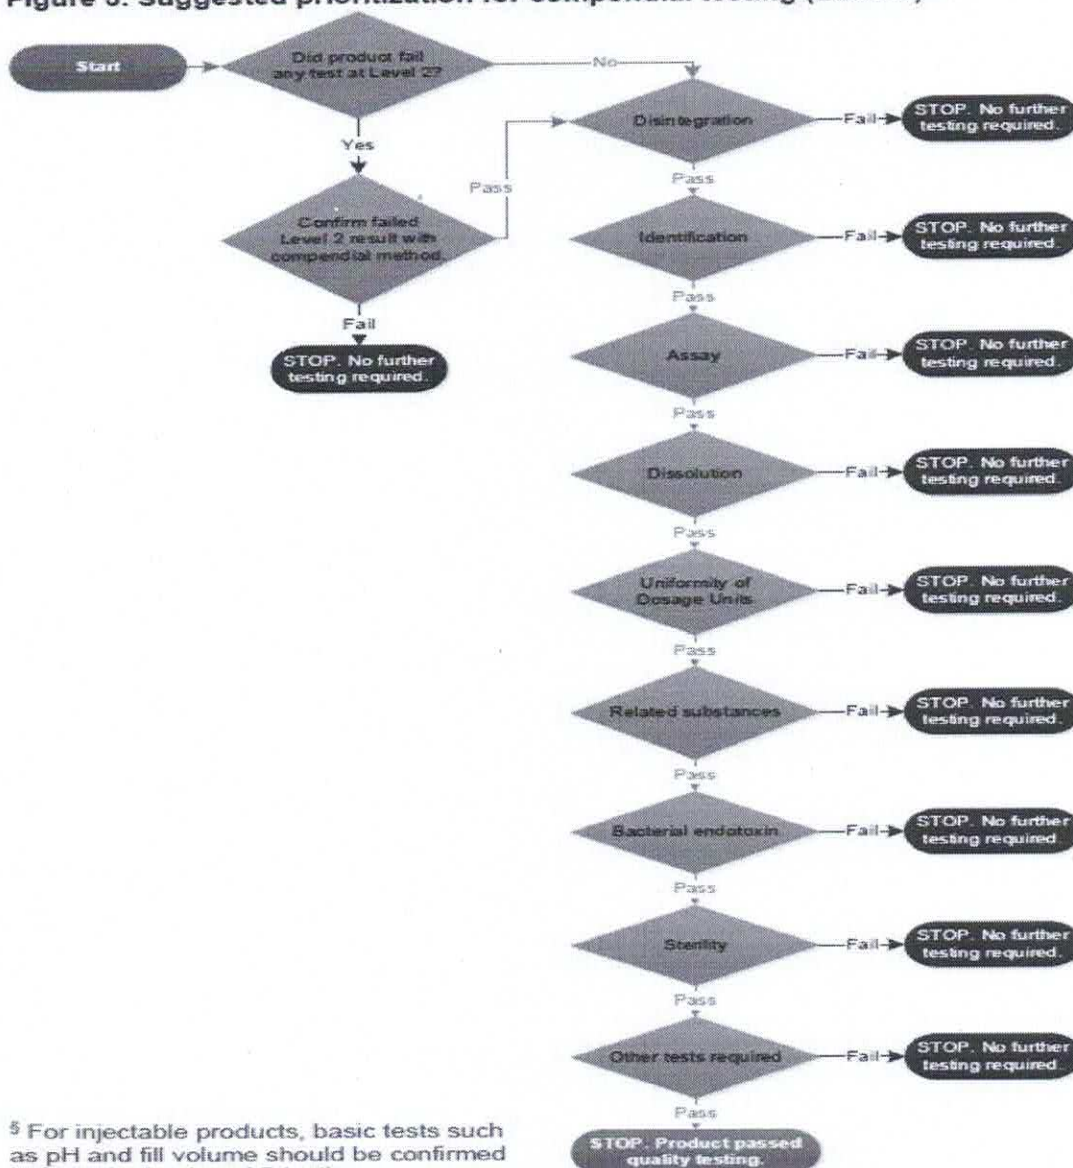 Figure 3: Suggested prioritization for compendial testing
Start
Did product fail
any test at Level 2?
No
Yes
Confirm failed
Level 2 result with
compendial method.
Pass
Fail
STOP. No further
testing required.
Disintegration
Fail
STOP. No further
testing required.
Pass
Identification
Fail
STOP. No further
testing required.
Pass
Assay
Fail
STOP. No further
testing required.
Pass
Dissolution
Fail
STOP. No further
testing required.
Pass
Uniformity of
Dosage Units
Fail
STOP. No further
testing required.
Pass
Related substances
Fail
STOP. No further
testing required.
Pass
Bacterial endotoxin
Fail
STOP. No further
testing required.
Pass
Sterility
Fail
STOP. No further
testing required.
Pass
Other tests required
Fail
STOP. No further
testing required.
Pass
STOP. Product passed
quality testing.
§ For injectable products, basic tests such
as pH and fill volume should be confirmed